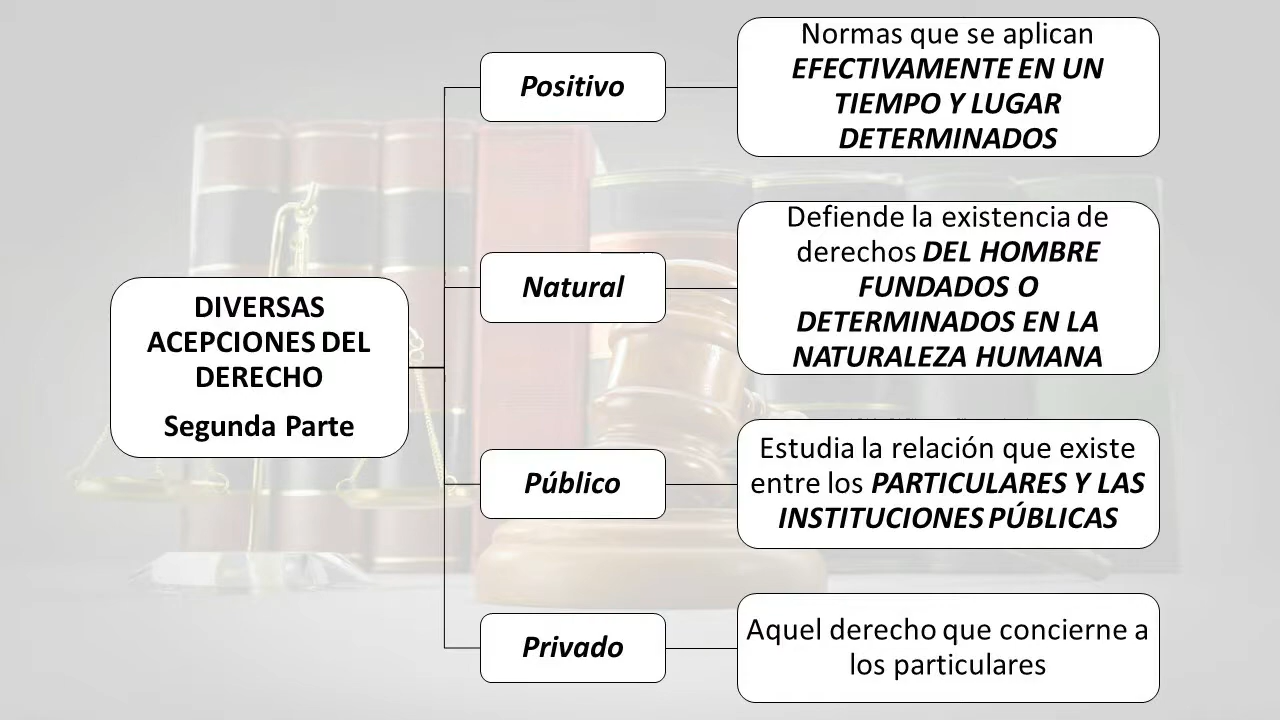 DIVERSAS
ACEPCIONES DEL
DERECHO
Segunda Parte
Positivo
Normas que se aplican
EFECTIVAMENTE EN UN
TIEMPO Y LUGAR
DETERMINADOS
Natural
Defiende la existencia de
derechos DEL HOMBRE
FUNDADOS O
DETERMINADOS EN LA
NATURALEZA HUMANA
Público
Estudia la relación que existe
entre los PARTICULARES Y LAS
INSTITUCIONES PÚBLICAS
Privado
Aquel derecho que concierne a
los particulares